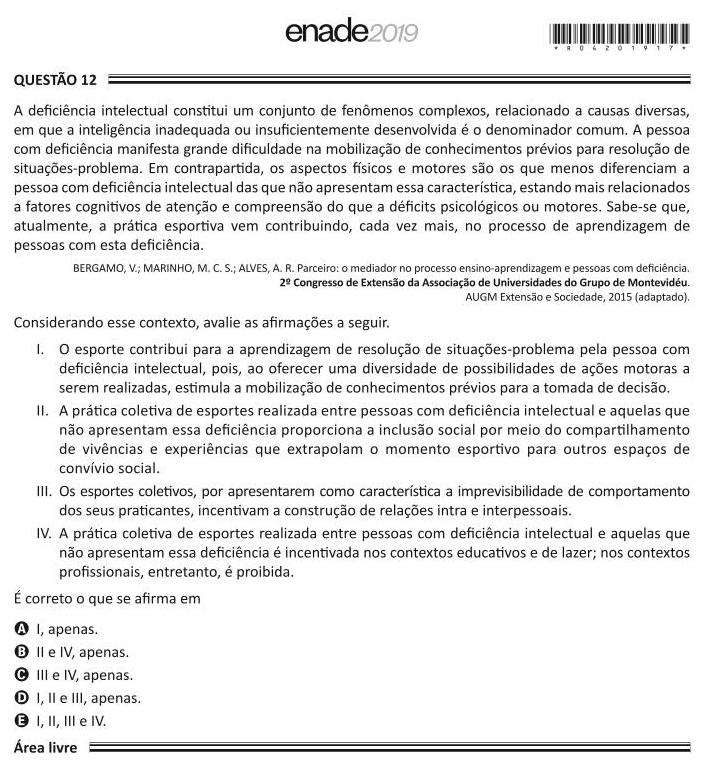 enade2019
*R04201917*
QUESTÃO 12
A deficiência intelectual constitui um conjunto de fenômenos complexos, relacionado a causas diversas,
em que a inteligência inadequada ou insuficientemente desenvolvida é o denominador comum. A pessoa
com deficiência manifesta grande dificuldade na mobilização de conhecimentos prévios para resolução de
situações-problema. Em contrapartida, os aspectos físicos e motores são os que menos diferenciam a
pessoa com deficiência intelectual das que não apresentam essa característica, estando mais relacionados
a fatores cognitivos de atenção e compreensão do que a déficits psicológicos ou motores. Sabe-se que,
atualmente, a prática esportiva vem contribuindo, cada vez mais, no processo de aprendizagem de
pessoas com esta deficiência.
BERGAMO, V.; MARINHO, M. C. S.; ALVES, A. R. Parceiro: o mediador no processo ensino-aprendizagem e pessoas com deficiência.
2º Congresso de Extensão da Associação de Universidades do Grupo de Montevidéu.
AUGM Extensão e Sociedade, 2015 (adaptado).
Considerando esse contexto, avalie as afirmações a seguir.
I. O esporte contribui para a aprendizagem de resolução de situações-problema pela pessoa com
deficiência intelectual, pois, ao oferecer uma diversidade de possibilidades de ações motoras a
serem realizadas, estimula a mobilização de conhecimentos prévios para a tomada de decisão.
II. A prática coletiva de esportes realizada entre pessoas com deficiência intelectual e aquelas que
não apresentam essa deficiência proporciona a inclusão social por meio do compartilhamento
de vivências e experiências que extrapolam o momento esportivo para outros espaços de
convívio social.
III. Os esportes coletivos, por apresentarem como característica a imprevisibilidade de comportamento
dos seus praticantes, incentivam a construção de relações intra e interpessoais.
IV. A prática coletiva de esportes realizada entre pessoas com deficiência intelectual e aquelas que
não apresentam essa deficiência é incentivada nos contextos educativos e de lazer; nos contextos
profissionais, entretanto, é proibida.
É correto o que se afirma em
A I, apenas.
B II e IV, apenas.
C III e IV, apenas.
D I, II e III, apenas.
E I, II, III e IV.
Área livre